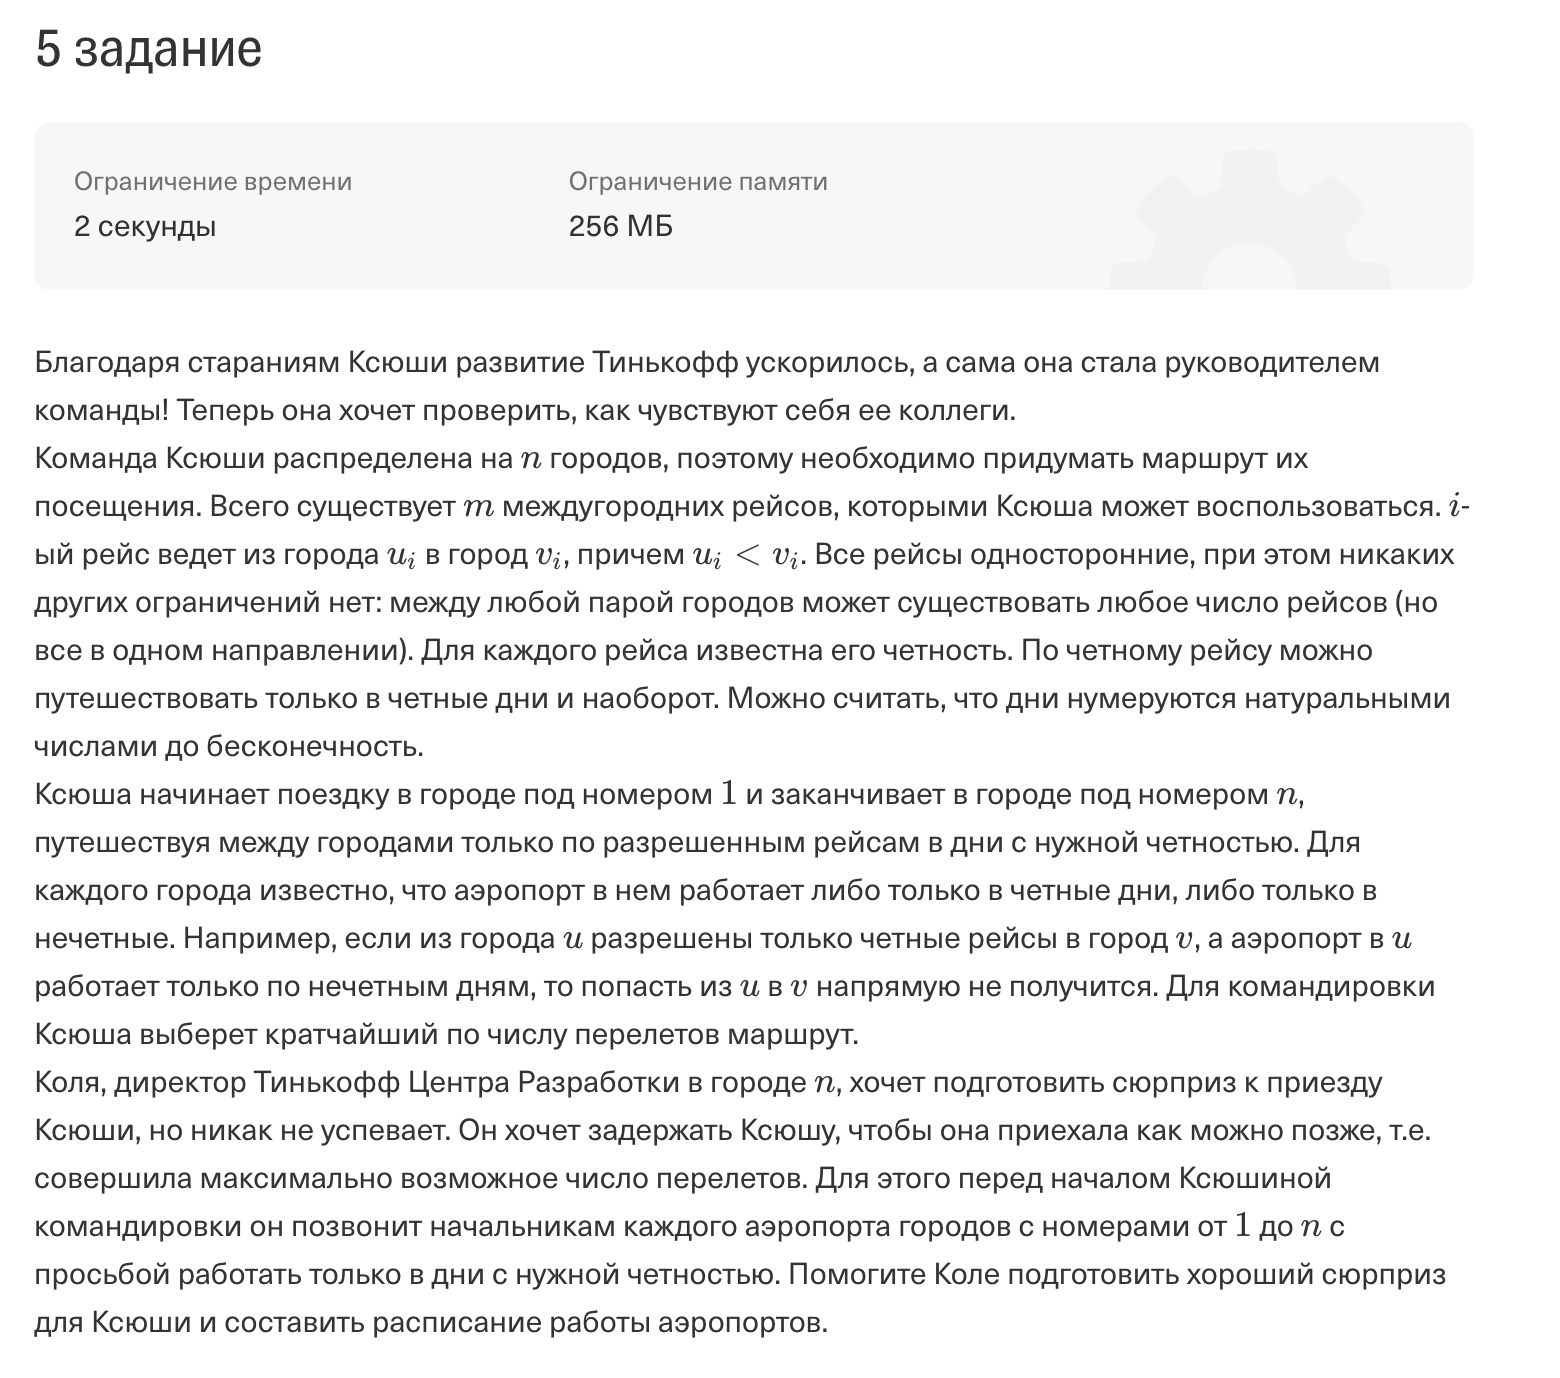 5 задание
Ограничение времени
Ограничение памяти
2 секунды
256 МБ
Благодаря стараниям Ксюши развитие Тинькофф ускорилось, а сама она стала руководителем
команды! Теперь она хочет проверить, как чувствуют себя ее коллеги.
Команда Ксюши распределена на n городов, поэтому необходимо придумать маршрут их
посещения. Всего существует m междугородних рейсов, которыми Ксюша может воспользоваться. i-
ый рейс ведет из города u_i в город v_i, причем u_i < v_i. Все рейсы односторонние, при этом никаких
других ограничений нет: между любой парой городов может существовать любое число рейсов (но
все в одном направлении). Для каждого рейса известна его четность. По четному рейсу можно
путешествовать только в четные дни и наоборот. Можно считать, что дни нумеруются натуральными
числами до бесконечность.
Ксюша начинает поездку в городе под номером 1 и заканчивает в городе под номером n,
путешествуя между городами только по разрешенным рейсам в дни с нужной четностью. Для
каждого города известно, что аэропорт в нем работает либо только в четные дни, либо только в
нечетные. Например, если из города u разрешены только четные рейсы в город v, а аэропорт в u
работает только по нечетным дням, то попасть из u в v напрямую не получится. Для командировки
Ксюша выберет кратчайший по числу перелетов маршрут.
Коля, директор Тинькофф Центра Разработки в городе n, хочет подготовить сюрприз к приезду
Ксюши, но никак не успевает. Он хочет задержать Ксюшу, чтобы она приехала как можно позже, т.е.
совершила максимально возможное число перелетов. Для этого перед началом Ксюшиной
командировки он позвонит начальникам каждого аэропорта городов с номерами от 1 до n с
просьбой работать только в дни с нужной четностью. Помогите Коле подготовить хороший сюрприз
для Ксюши и составить расписание работы аэропортов.